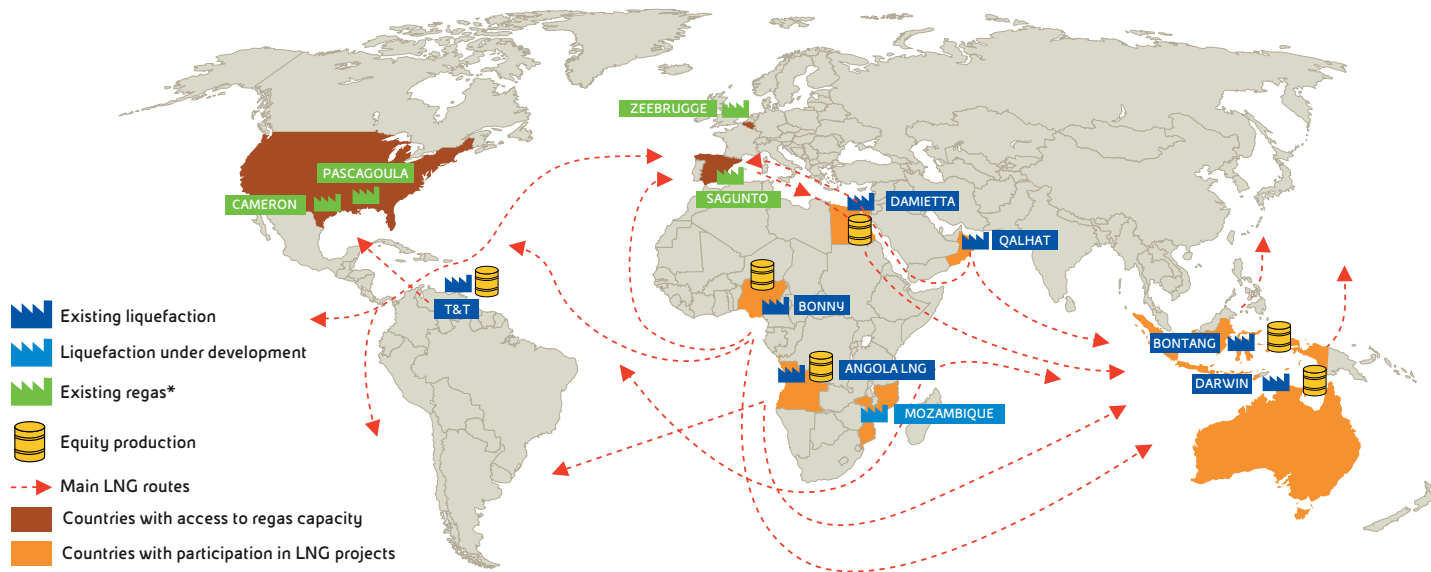 ZEEBRUGGE
PASCAGOULA
CAMERON
SAGUNTO
DAMIETTA
QALHAT
T&T
BONNY
BONTANG
ANGOLA LNG
DARWIN
MOZAMBIQUE
Existing liquefaction
Liquefaction under development
Existing regas*
Equity production
Main LNG routes
Countries with access to regas capacity
Countries with participation in LNG projects